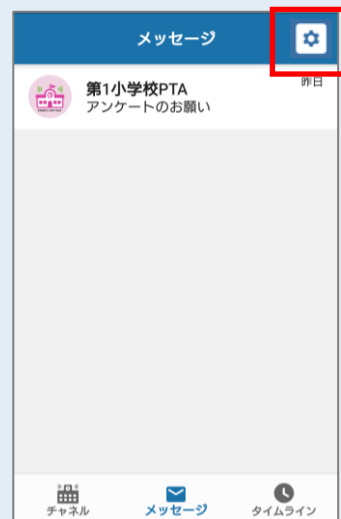 メッセージ
第1小学校PTA
昨日
アンケートのお願い
チャネル
メッセージ
タイムライン